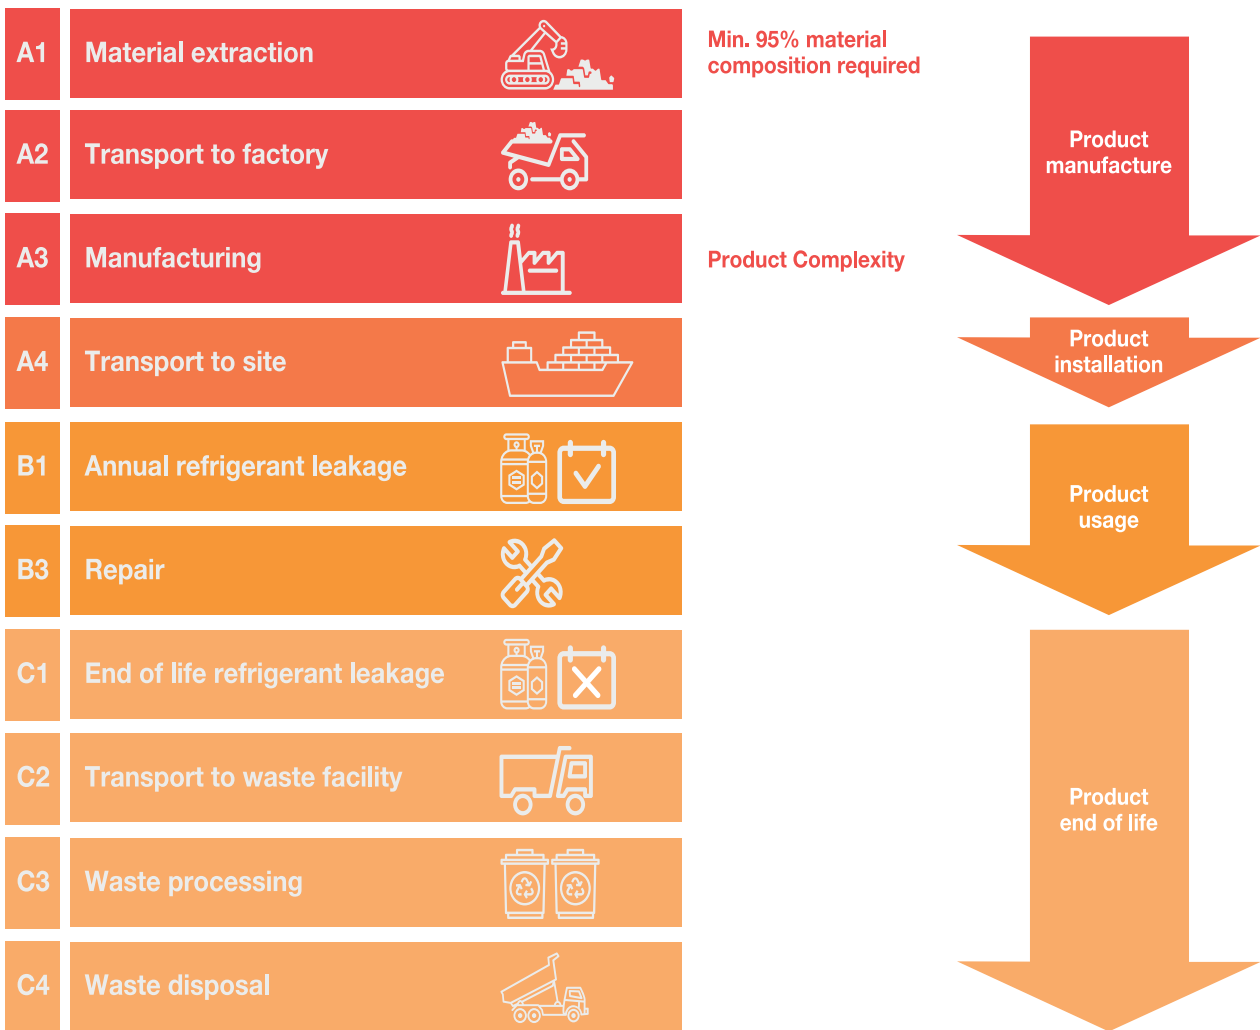 A1 Material extraction
Min. 95% material
composition required
A2 Transport to factory
Product
manufacture
A3 Manufacturing
Product Complexity
A4 Transport to site
Product
installation
B1 Annual refrigerant leakage
Product
usage
B3 Repair
C1 End of life refrigerant leakage
C2 Transport to waste facility
Product
end of life
C3 Waste processing
C4 Waste disposal